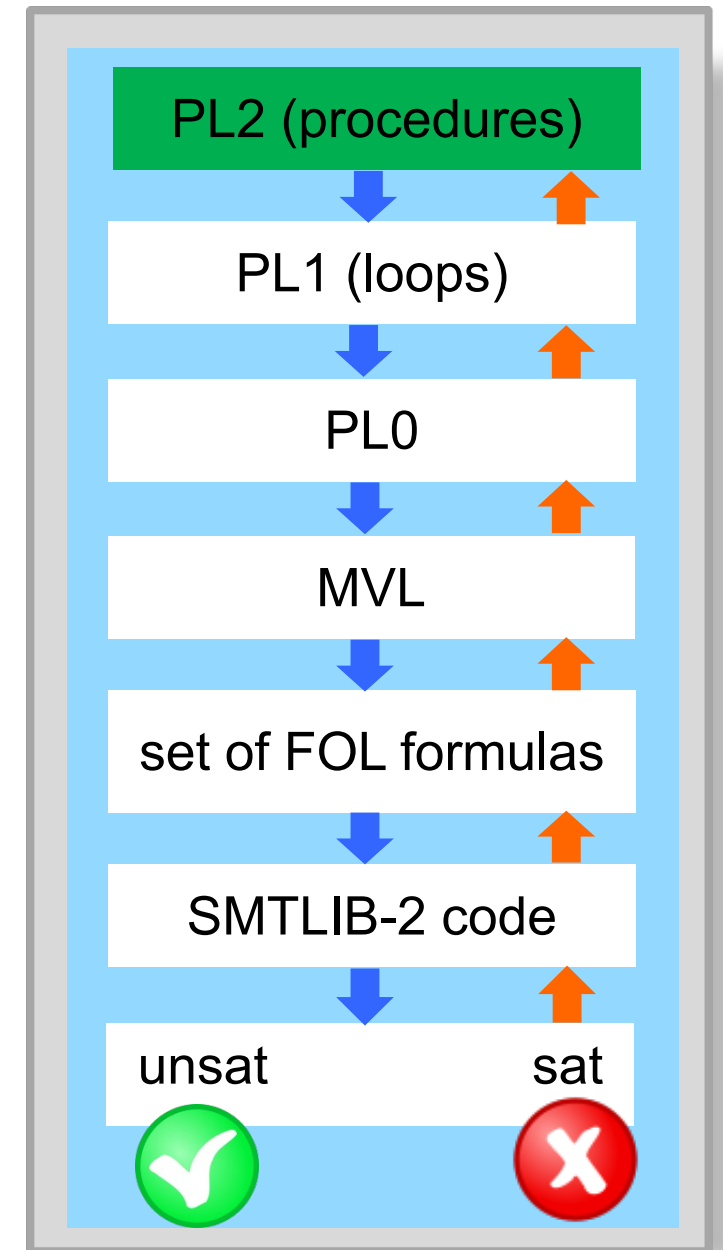 PL2 (procedures)
PL1 (loops)
PL0
MVL
set of FOL formulas
SMTLIB-2 code
unsat sat